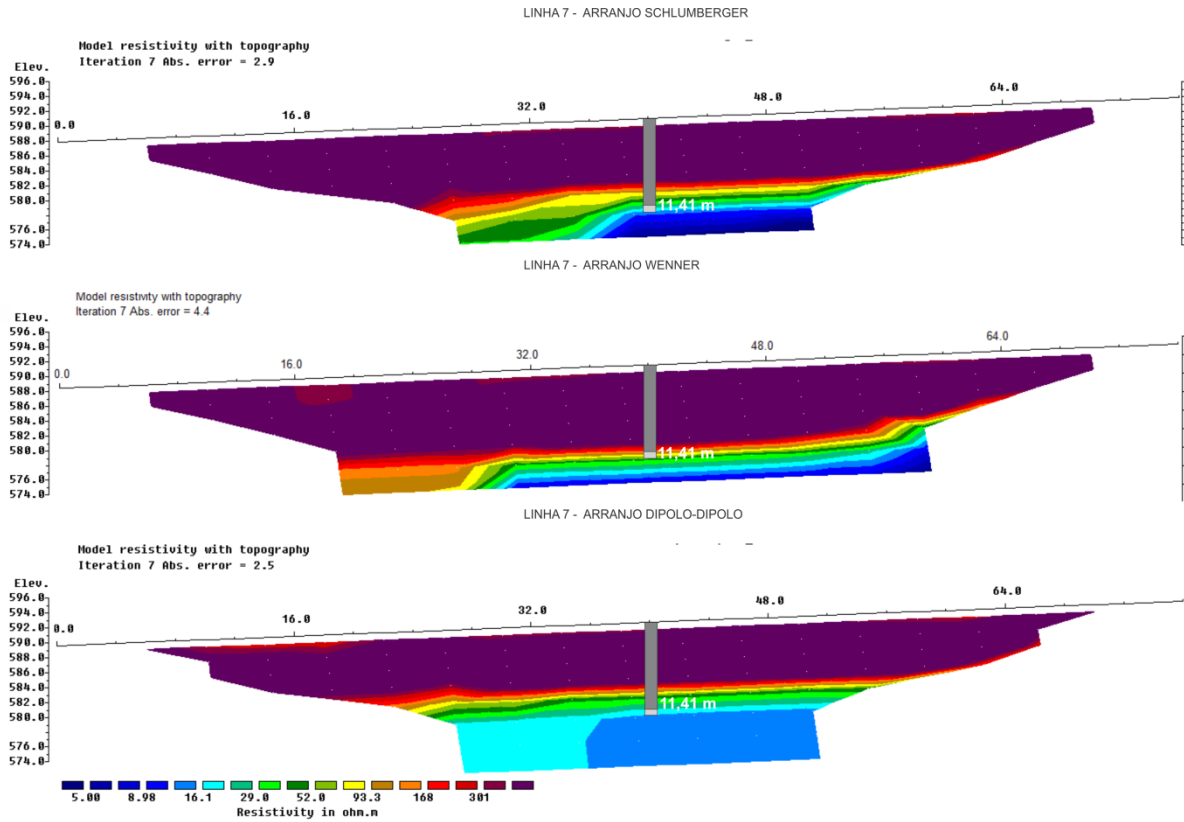 LINHA 7 - ARRANJO SCHLUMBERGER
Model resistivity with topography
Iteration 7 Abs. error = 2.9
Elev.
596.0
594.0
592.0
590.0
588.0
586.0
584.0
582.0
580.0
576.0
574.0
0.0 16.0 32.0 48.0 64.0
11,41 m
LINHA 7 - ARRANJO WENNER
Model resistivity with topography
Iteration 7 Abs. error = 4.4
Elev.
596.0
594.0
592.0
590.0
588.0
586.0
584.0
582.0
580.0
576.0
574.0
0.0 16.0 32.0 48.0 64.0
11,41 m
LINHA 7 - ARRANJO DIPOLO-DIPOLO
Model resistivity with topography
Iteration 7 Abs. error = 2.5
Elev.
596.0
594.0
592.0
590.0
588.0
586.0
584.0
582.0
580.0
576.0
574.0
0.0 16.0 32.0 48.0 64.0
11,41 m
5.00 8.98 16.1 29.0 52.0 93.3 168 301
Resistivity in ohm.m